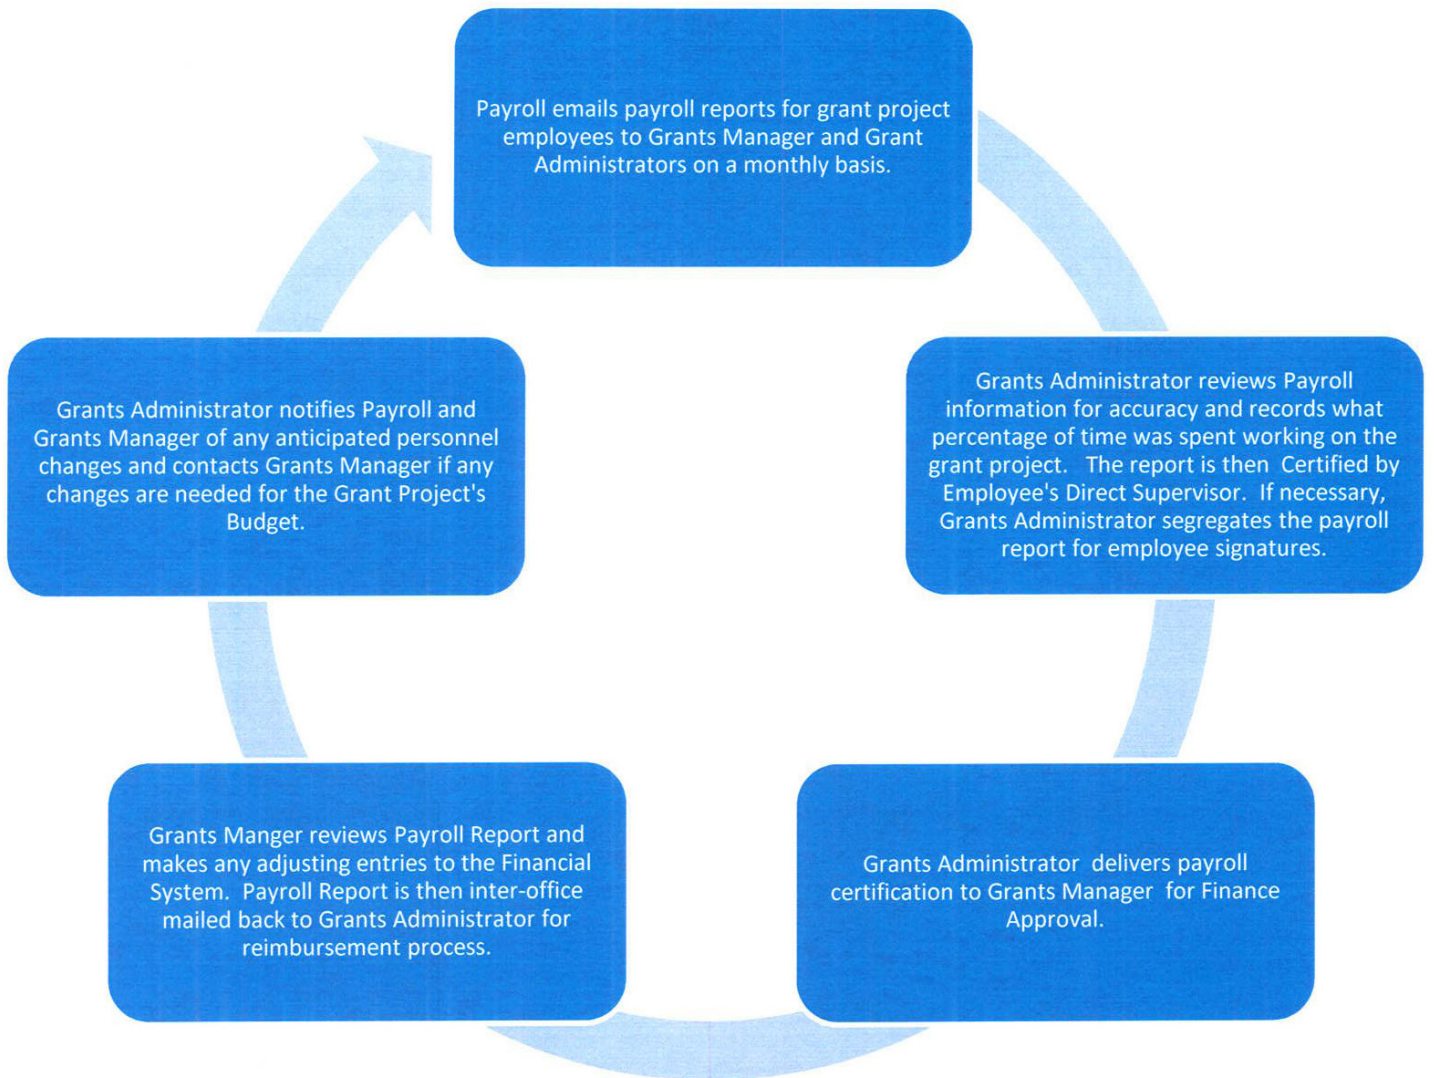 Payroll emails payroll reports for grant project
employees to Grants Manager and Grant
Administrators on a monthly basis.
Grants Administrator reviews Payroll
information for accuracy and records what
percentage of time was spent working on the
grant project.   The report is then  Certified by
Employee's Direct Supervisor.  If necessary,
Grants Administrator segregates the payroll
report for employee signatures.
Grants Administrator  delivers payroll
certification to Grants Manager  for Finance
Approval.
Grants Manger reviews Payroll Report and
makes any adjusting entries to the Financial
System.  Payroll Report is then inter-office
mailed back to Grants Administrator for
reimbursement process.
Grants Administrator notifies Payroll and
Grants Manager of any anticipated personnel
changes and contacts Grants Manager if any
changes are needed for the Grant Project's
Budget.